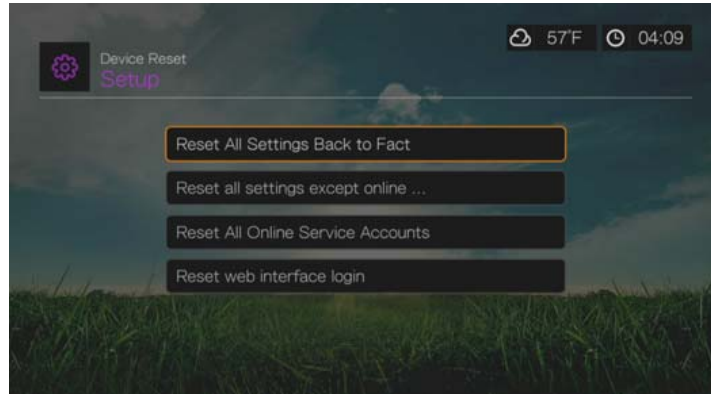 57°F 04:09
Device Reset
Setup
Reset All Settings Back to Fact
Reset all settings except online ...
Reset All Online Service Accounts
Reset web interface login